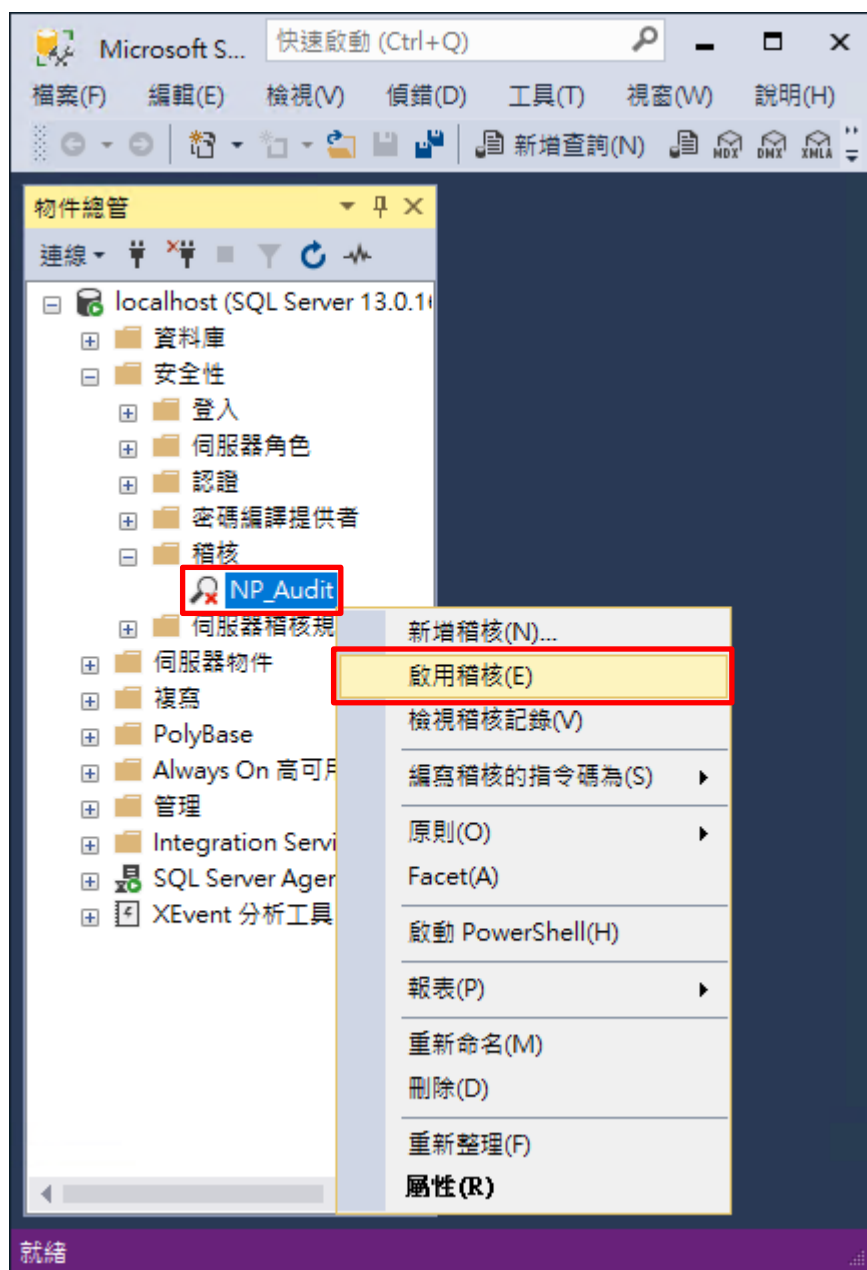 Microsoft S...
快速啟動 (Ctrl+Q)
檔案(F) 編輯(E) 檢視(V) 偵錯(D) 工具(T) 視窗(W) 說明(H)
新增查詢(N) MDX DMX XMLA
物件總管
連線
localhost (SQL Server 13.0.1
資料庫
安全性
登入
伺服器角色
認證
密碼編譯提供者
稽核
NP_Audit
伺服器稽核規
伺服器物件
複寫
PolyBase
Always On 高可用
管理
Integration Servi
SQL Server Agen
XEvent 分析工具
新增稽核(N)...
啟用稽核(E)
檢視稽核記錄(V)
編寫稽核的指令碼為(S)
原則(O)
Facet(A)
啟動 PowerShell(H)
報表(P)
重新命名(M)
刪除(D)
重新整理(F)
屬性(R)
就緒